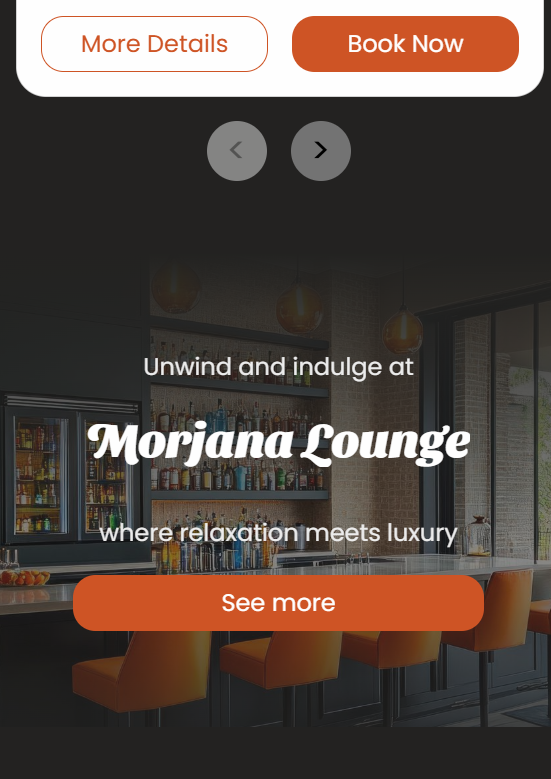 More Details
Book Now
<
>
Unwind and indulge at
Morjana Lounge
where relaxation meets luxury
See more